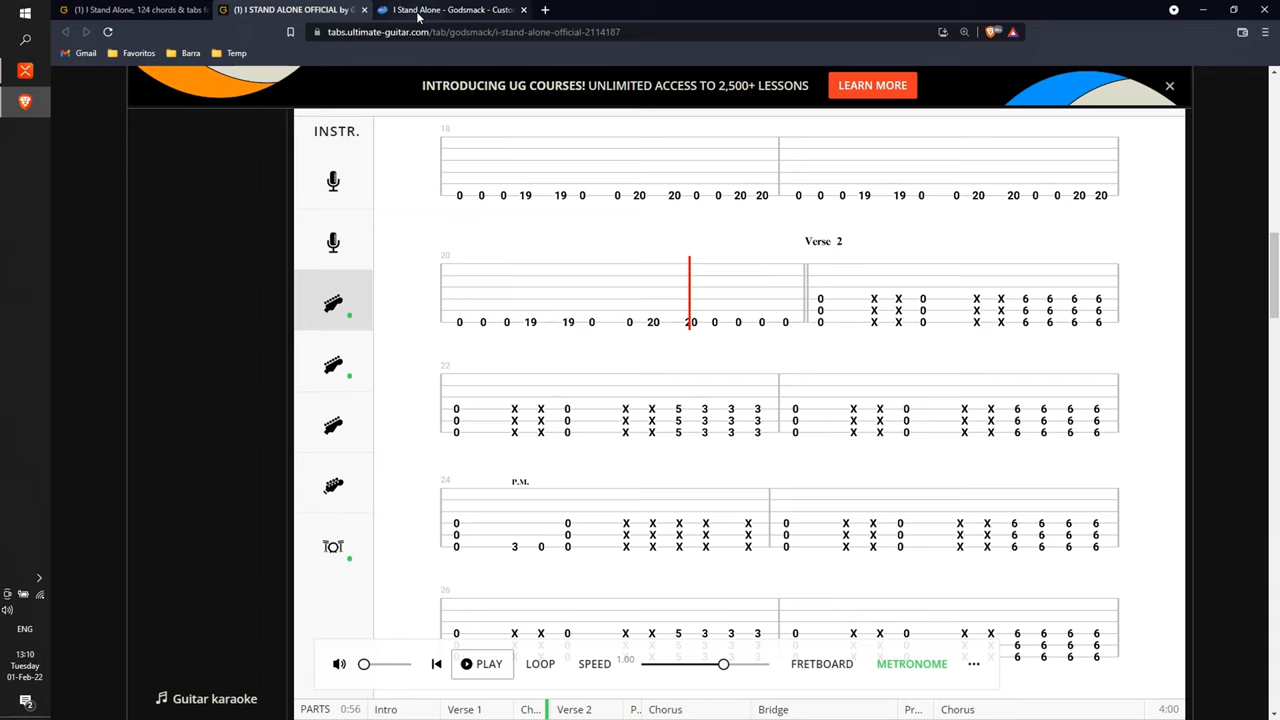 (1) I Stand Alone, 124 chords & tabs f
(1) I STAND ALONE OFFICIAL by G
I Stand Alone - Godsmack - Custo
tabs.ultimate-guitar.com/tab/godsmack/i-stand-alone-official-2114187
Gmail Favoritos Barra Temp
INTRODUCING UG COURSES! UNLIMITED ACCESS TO 2,500+ LESSONS LEARN MORE
INSTR.
18
0 0 0 19 19 0 0 20 20 0 0 20 20 0 0 0 19 19 0 0 20 20 0 0 20 20
Verse 2
20
0 X X 0 X X 6 6 6 6
0 X X 0 X X 6 6 6 6
0 0 0 19 19 0 0 20 20 0 0 0 0 0 X X 0 X X 6 6 6 6
22
0 X X 0 X X 5 3 3 3 0 X X 0 X X 6 6 6 6
0 X X 0 X X 5 3 3 3 0 X X 0 X X 6 6 6 6
0 X X 0 X X 5 3 3 3 0 X X 0 X X 6 6 6 6
24
P.M.
0 0 X X X X X 0 X X 0 X X 6 6 6 6
0 0 X X X X X 0 X X 0 X X 6 6 6 6
0 3 0 0 X X X X X 0 X X 0 X X 6 6 6 6
26
0 X X 0 X X 5 3 3 3 0 X X 0 X X 6 6 6 6
PLAY LOOP SPEED 1.00 FRETBOARD METRONOME
Guitar karaoke
PARTS 0:56 Intro Verse 1 Ch... Verse 2 P.. Chorus Bridge Pr... Chorus 4:00
ENG
13:10
Tuesday
01-Feb-22
2